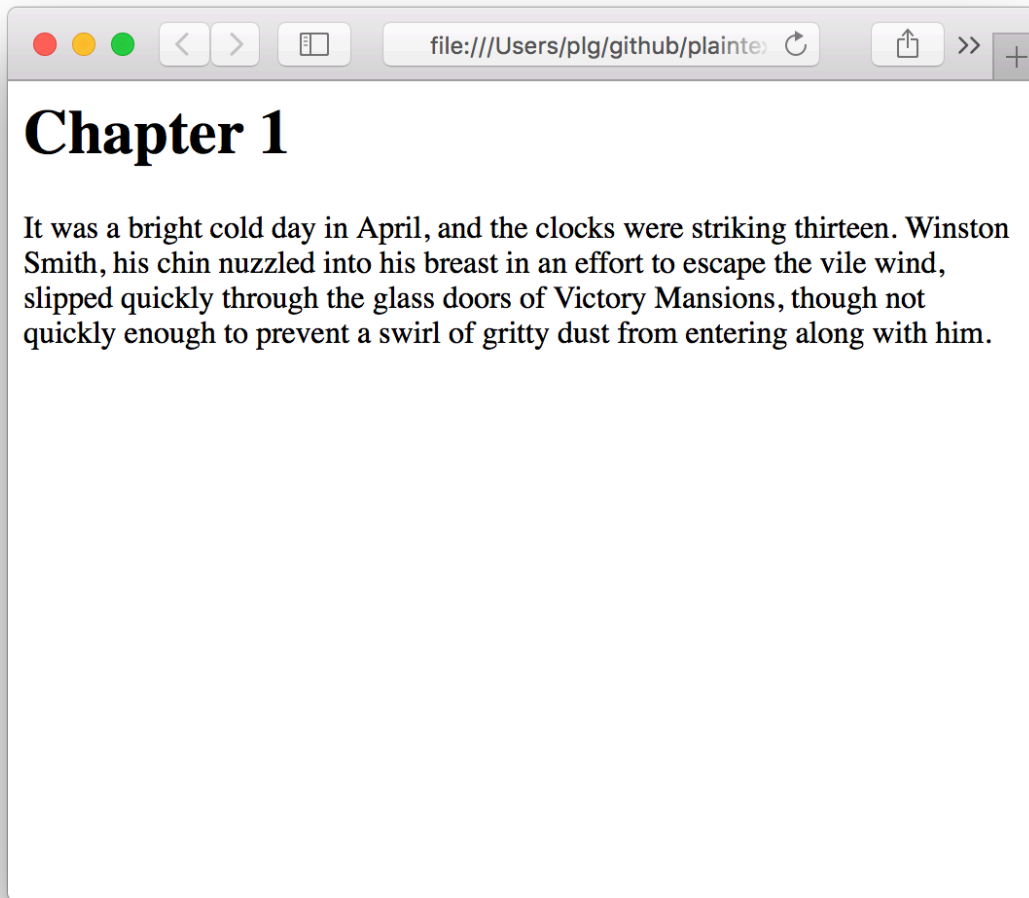 file:///Users/plg/github/plainte
Chapter 1
It was a bright cold day in April, and the clocks were striking thirteen. Winston
Smith, his chin nuzzled into his breast in an effort to escape the vile wind,
slipped quickly through the glass doors of Victory Mansions, though not
quickly enough to prevent a swirl of gritty dust from entering along with him.